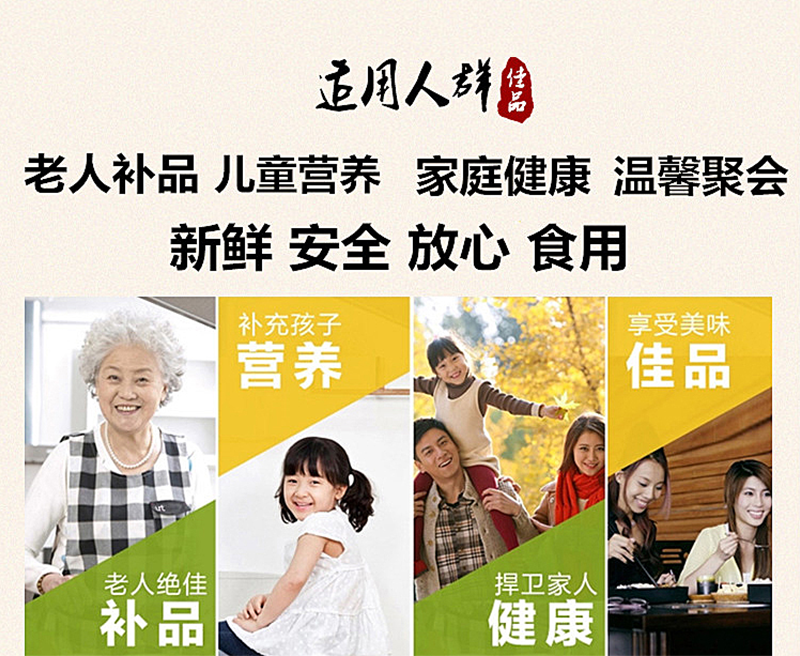 适用人群 佳品
老人补品 儿童营养 家庭健康 温馨聚会
新鲜 安全 放心 食用
补充孩子
营养
享受美味
佳品
老人绝佳
补品
捍卫家人
健康